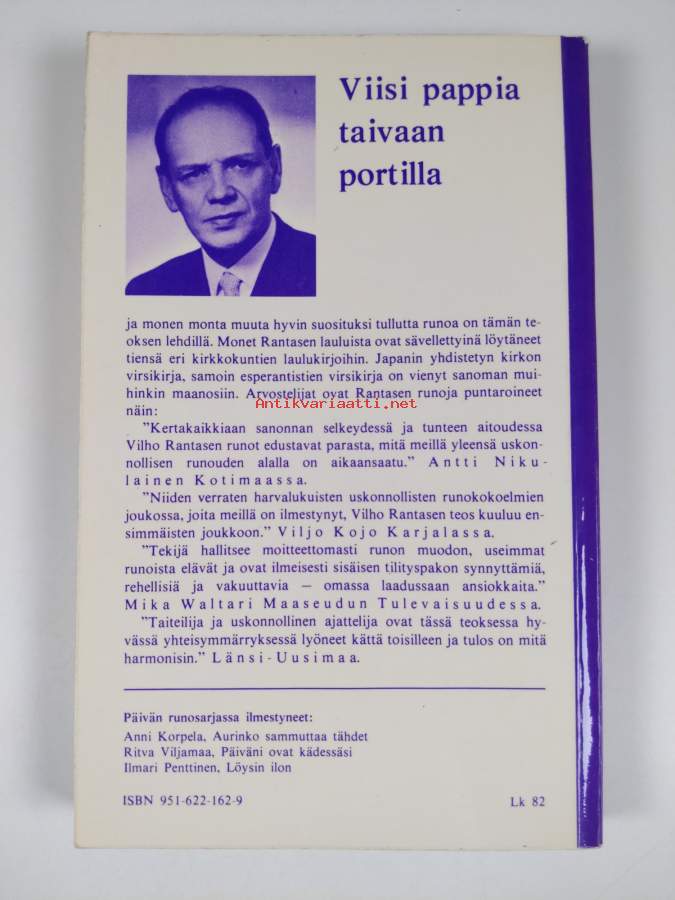 Viisi pappia
taivaan
portilla
ja monen monta muuta hyvin suosituksi tullutta runoa on tämän te-
oksen lehdillä. Monet Rantasen lauluista ovat sävellettyinä löytäneet
tiensä eri kirkkokuntien laulukirjoihin. Japanin yhdistetyn kirkon
virsikirja, samoin esperantistien virsikirja on vienyt sanoman mui-
hinkin maanosiin. Arvostelijat ovat Rantasen runoja puntaroineet
Antikvariaatti.net
näin:
"Kertakaikkiaan sanonnan selkeydessä ja tunteen aitoudessa
Vilho Rantasen runot edustavat parasta, mitä meillä yleensä uskon-
nollisen runouden alalla on aikaansaatu." Antti Niku-
lainen Kotimaassa.
"Niiden verraten harvalukuisten uskonnollisten runokokoelmien
joukossa, joita meillä on ilmestynyt, Vilho Rantasen teos kuuluu en-
simmäisten joukkoon." Viljo Kojo Karjalassa.
"Tekijä hallitsee moitteettomasti runon muodon, useimmat
runoista elävät ja ovat ilmeisesti sisäisen tilityspakon synnyttämiä,
rehellisiä ja vakuuttavia – omassa laadussaan ansiokkaita."
Mika Waltari Maaseudun Tulevaisuudessa.
"Taiteilija ja uskonnollinen ajattelija ovat tässä teoksessa hy-
vässä yhteisymmärryksessä lyöneet kättä toisilleen ja tulos on mitä
harmonisin." Länsi-Uusimaa.
Päivän runosarjassa ilmestyneet:
Anni Korpela, Aurinko sammuttaa tähdet
Ritva Viljamaa, Päiväni ovat kädessäsi
Ilmari Penttinen, Löysin ilon
ISBN 951-622-162-9 Lk 82